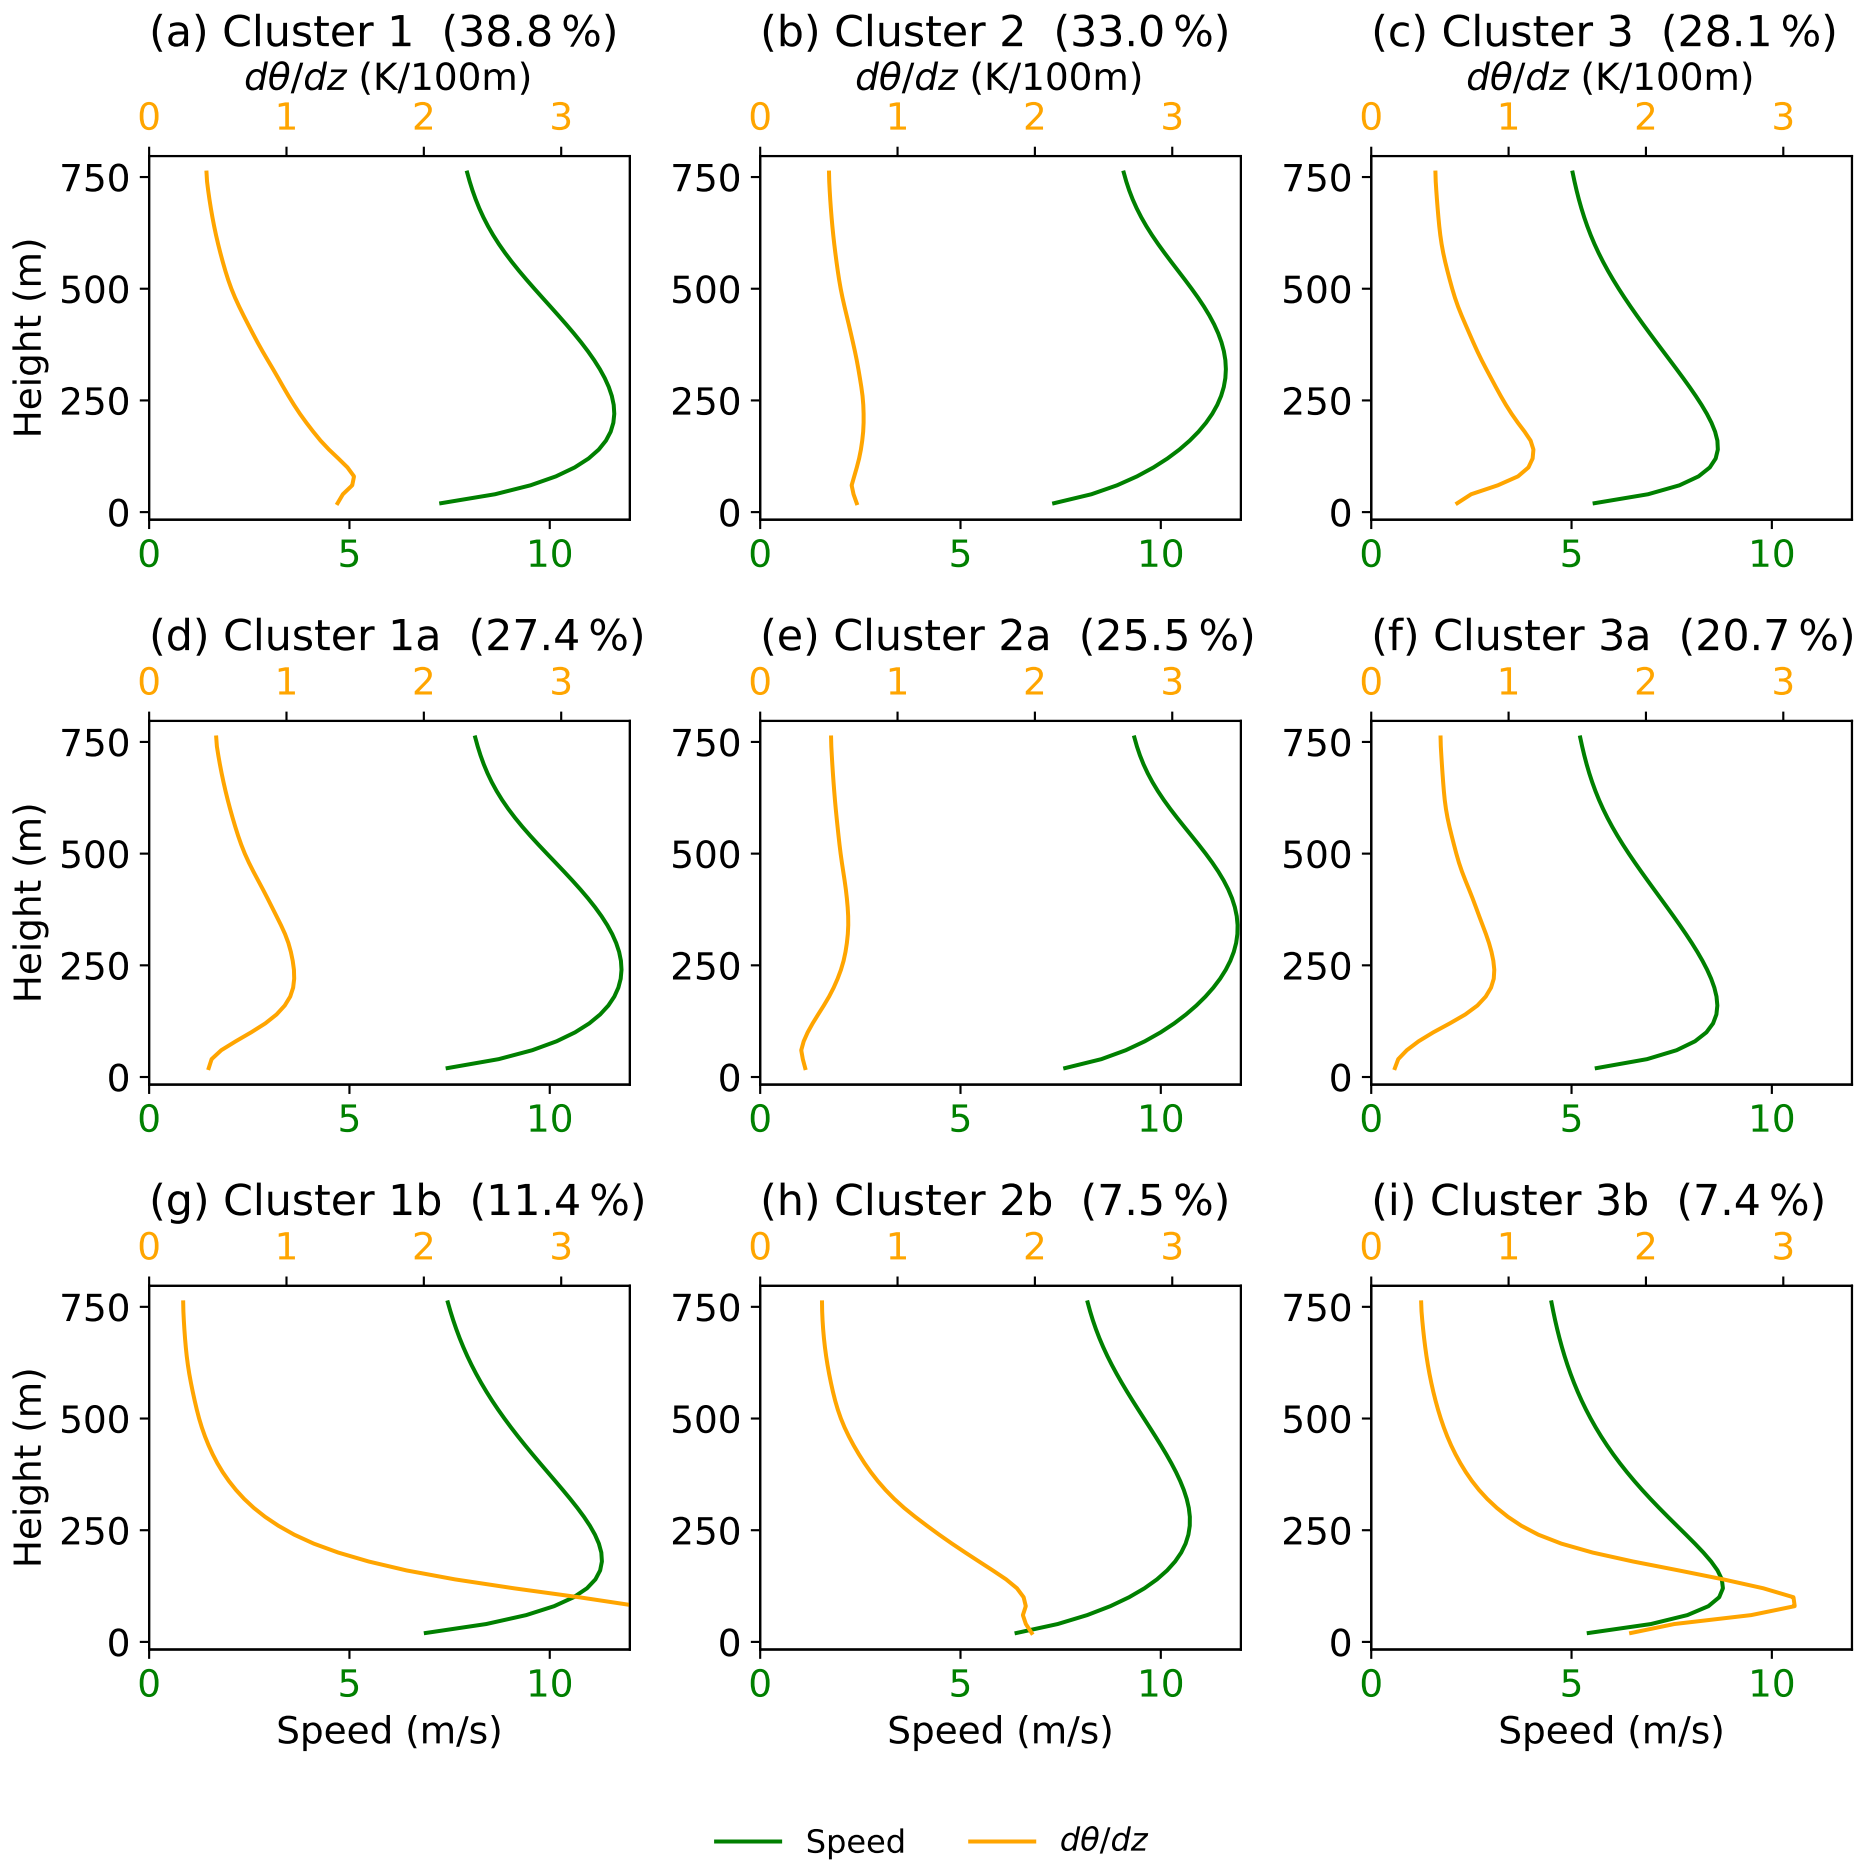 (a) Cluster 1 (38.8 %)
dθ/dz (K/100m)
0 1 2 3
750
500
250
0
Height (m)
0 5 10
(b) Cluster 2 (33.0 %)
dθ/dz (K/100m)
0 1 2 3
750
500
250
0
0 5 10
(c) Cluster 3 (28.1 %)
dθ/dz (K/100m)
0 1 2 3
750
500
250
0
0 5 10
(d) Cluster 1a (27.4 %)
0 1 2 3
750
500
250
0
Height (m)
0 5 10
(e) Cluster 2a (25.5 %)
0 1 2 3
750
500
250
0
0 5 10
(f) Cluster 3a (20.7 %)
0 1 2 3
750
500
250
0
0 5 10
(g) Cluster 1b (11.4 %)
0 1 2 3
750
500
250
0
Height (m)
0 5 10
Speed (m/s)
(h) Cluster 2b (7.5 %)
0 1 2 3
750
500
250
0
0 5 10
Speed (m/s)
(i) Cluster 3b (7.4 %)
0 1 2 3
750
500
250
0
0 5 10
Speed (m/s)
Speed
dθ/dz